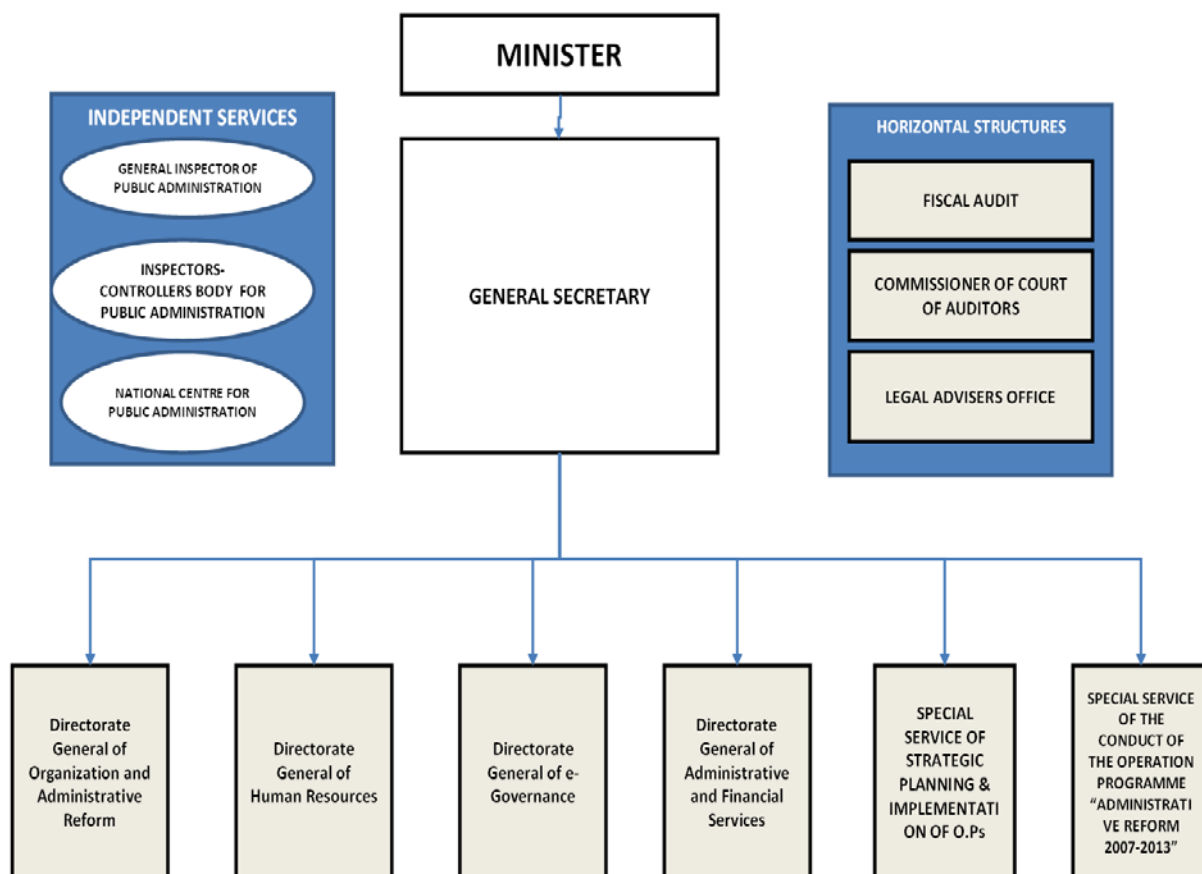 MINISTER
INDEPENDENT SERVICES
GENERAL INSPECTOR OF
PUBLIC ADMINISTRATION
INSPECTORS-
CONTROLLERS BODY FOR
PUBLIC ADMINISTRATION
NATIONAL CENTRE FOR
PUBLIC ADMINISTRATION
GENERAL SECRETARY
HORIZONTAL STRUCTURES
FISCAL AUDIT
COMMISSIONER OF COURT
OF AUDITORS
LEGAL ADVISERS OFFICE
Directorate
General of
Organization and
Administrative
Reform
Directorate
General of
Human Resources
Directorate
General of e-
Governance
Directorate
General of
Administrative
and Financial
Services
SPECIAL
SERVICE OF
STRATEGIC
PLANNING &
IMPLEMENTATI
ON OF O.Ps
SPECIAL SERVICE
OF THE
CONDUCT OF
THE OPERATION
PROGRAMME
“ADMINISTRATI
VE REFORM
2007-2013”